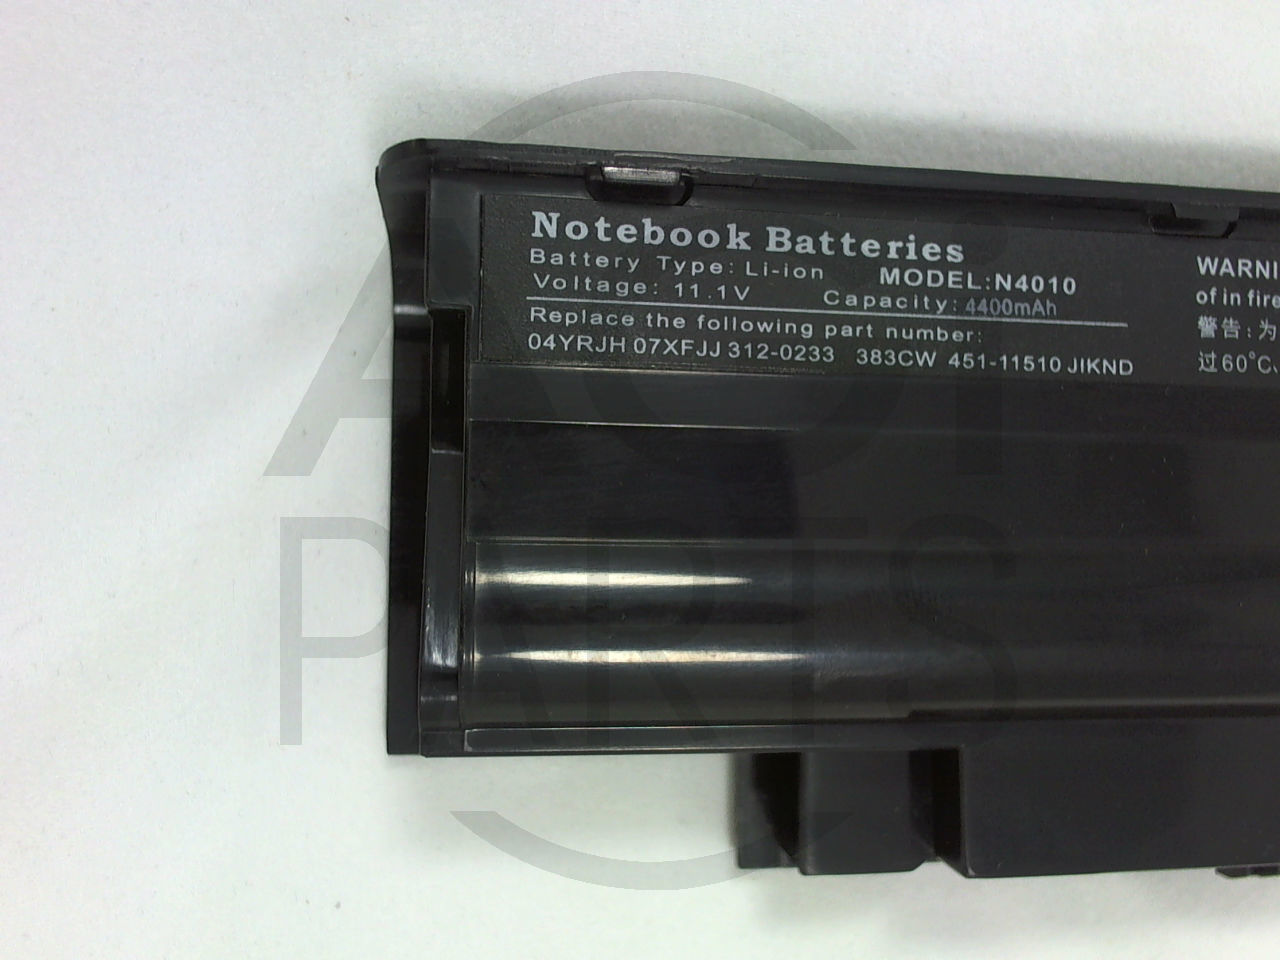 Notebook Batteries
Battery Type: Li-ion MODEL:N4010
Voltage: 11.1V Capacity: 4400mAh
Replace the following part number:
04YRJH 07XFJJ 312-0233 383CW 451-11510 JIKND
of in fire
警告:为
过60°C、
PARTS